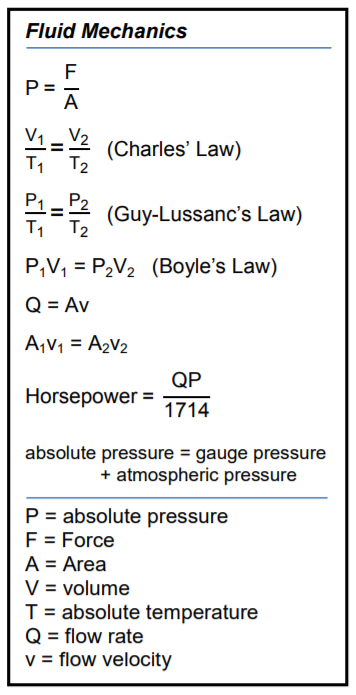 Fluid Mechanics
P = F/A
V₁/T₁ = V₂/T₂ (Charles' Law)
P₁/T₁ = P₂/T₂ (Guy-Lussanc's Law)
P₁V₁ = P₂V₂ (Boyle's Law)
Q = Av
A₁v₁ = A₂v₂
Horsepower = QP/1714
absolute pressure = gauge pressure
+ atmospheric pressure
P = absolute pressure
F = Force
A = Area
V = volume
T = absolute temperature
Q = flow rate
v = flow velocity